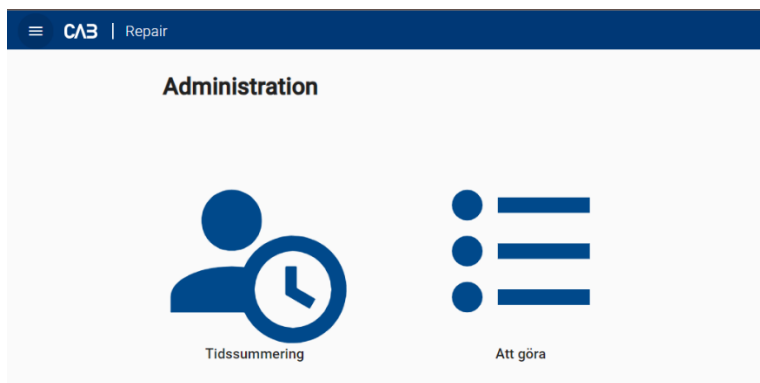 CAB | Repair
Administration
Tidssummering
Att göra